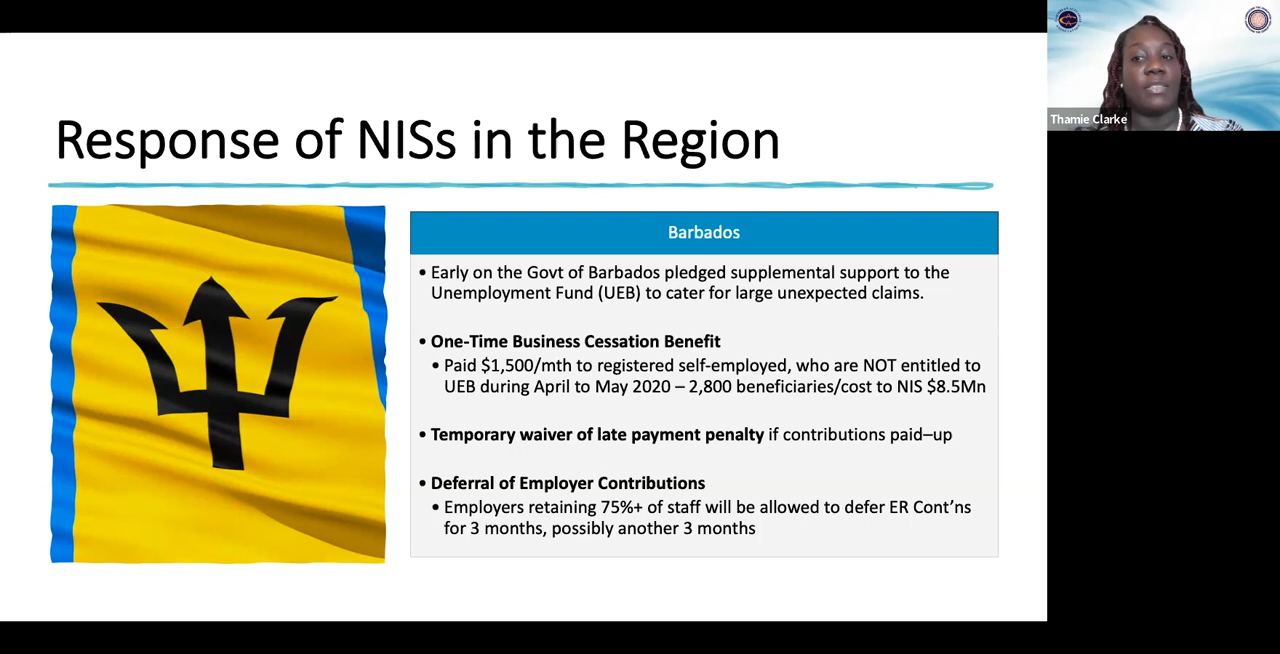 Response of NISs in the Region
Barbados
• Early on the Govt of Barbados pledged supplemental support to the
Unemployment Fund (UEB) to cater for large unexpected claims.
• One-Time Business Cessation Benefit
• Paid $1,500/mth to registered self-employed, who are NOT entitled to
UEB during April to May 2020 – 2,800 beneficiaries/cost to NIS $8.5Mn
• Temporary waiver of late payment penalty if contributions paid–up
• Deferral of Employer Contributions
• Employers retaining 75%+ of staff will be allowed to defer ER Cont'ns
for 3 months, possibly another 3 months
Thamie Clarke